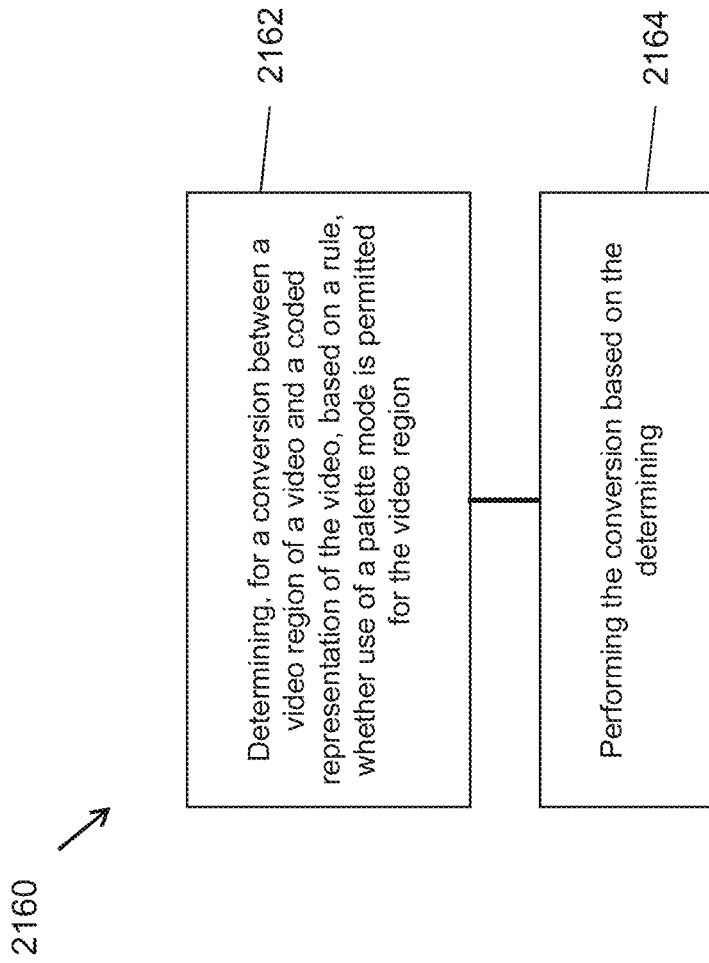 2160
Determining, for a conversion between a
video region of a video and a coded
representation of the video, based on a rule,
whether use of a palette mode is permitted
for the video region
2162
Performing the conversion based on the
determining
2164